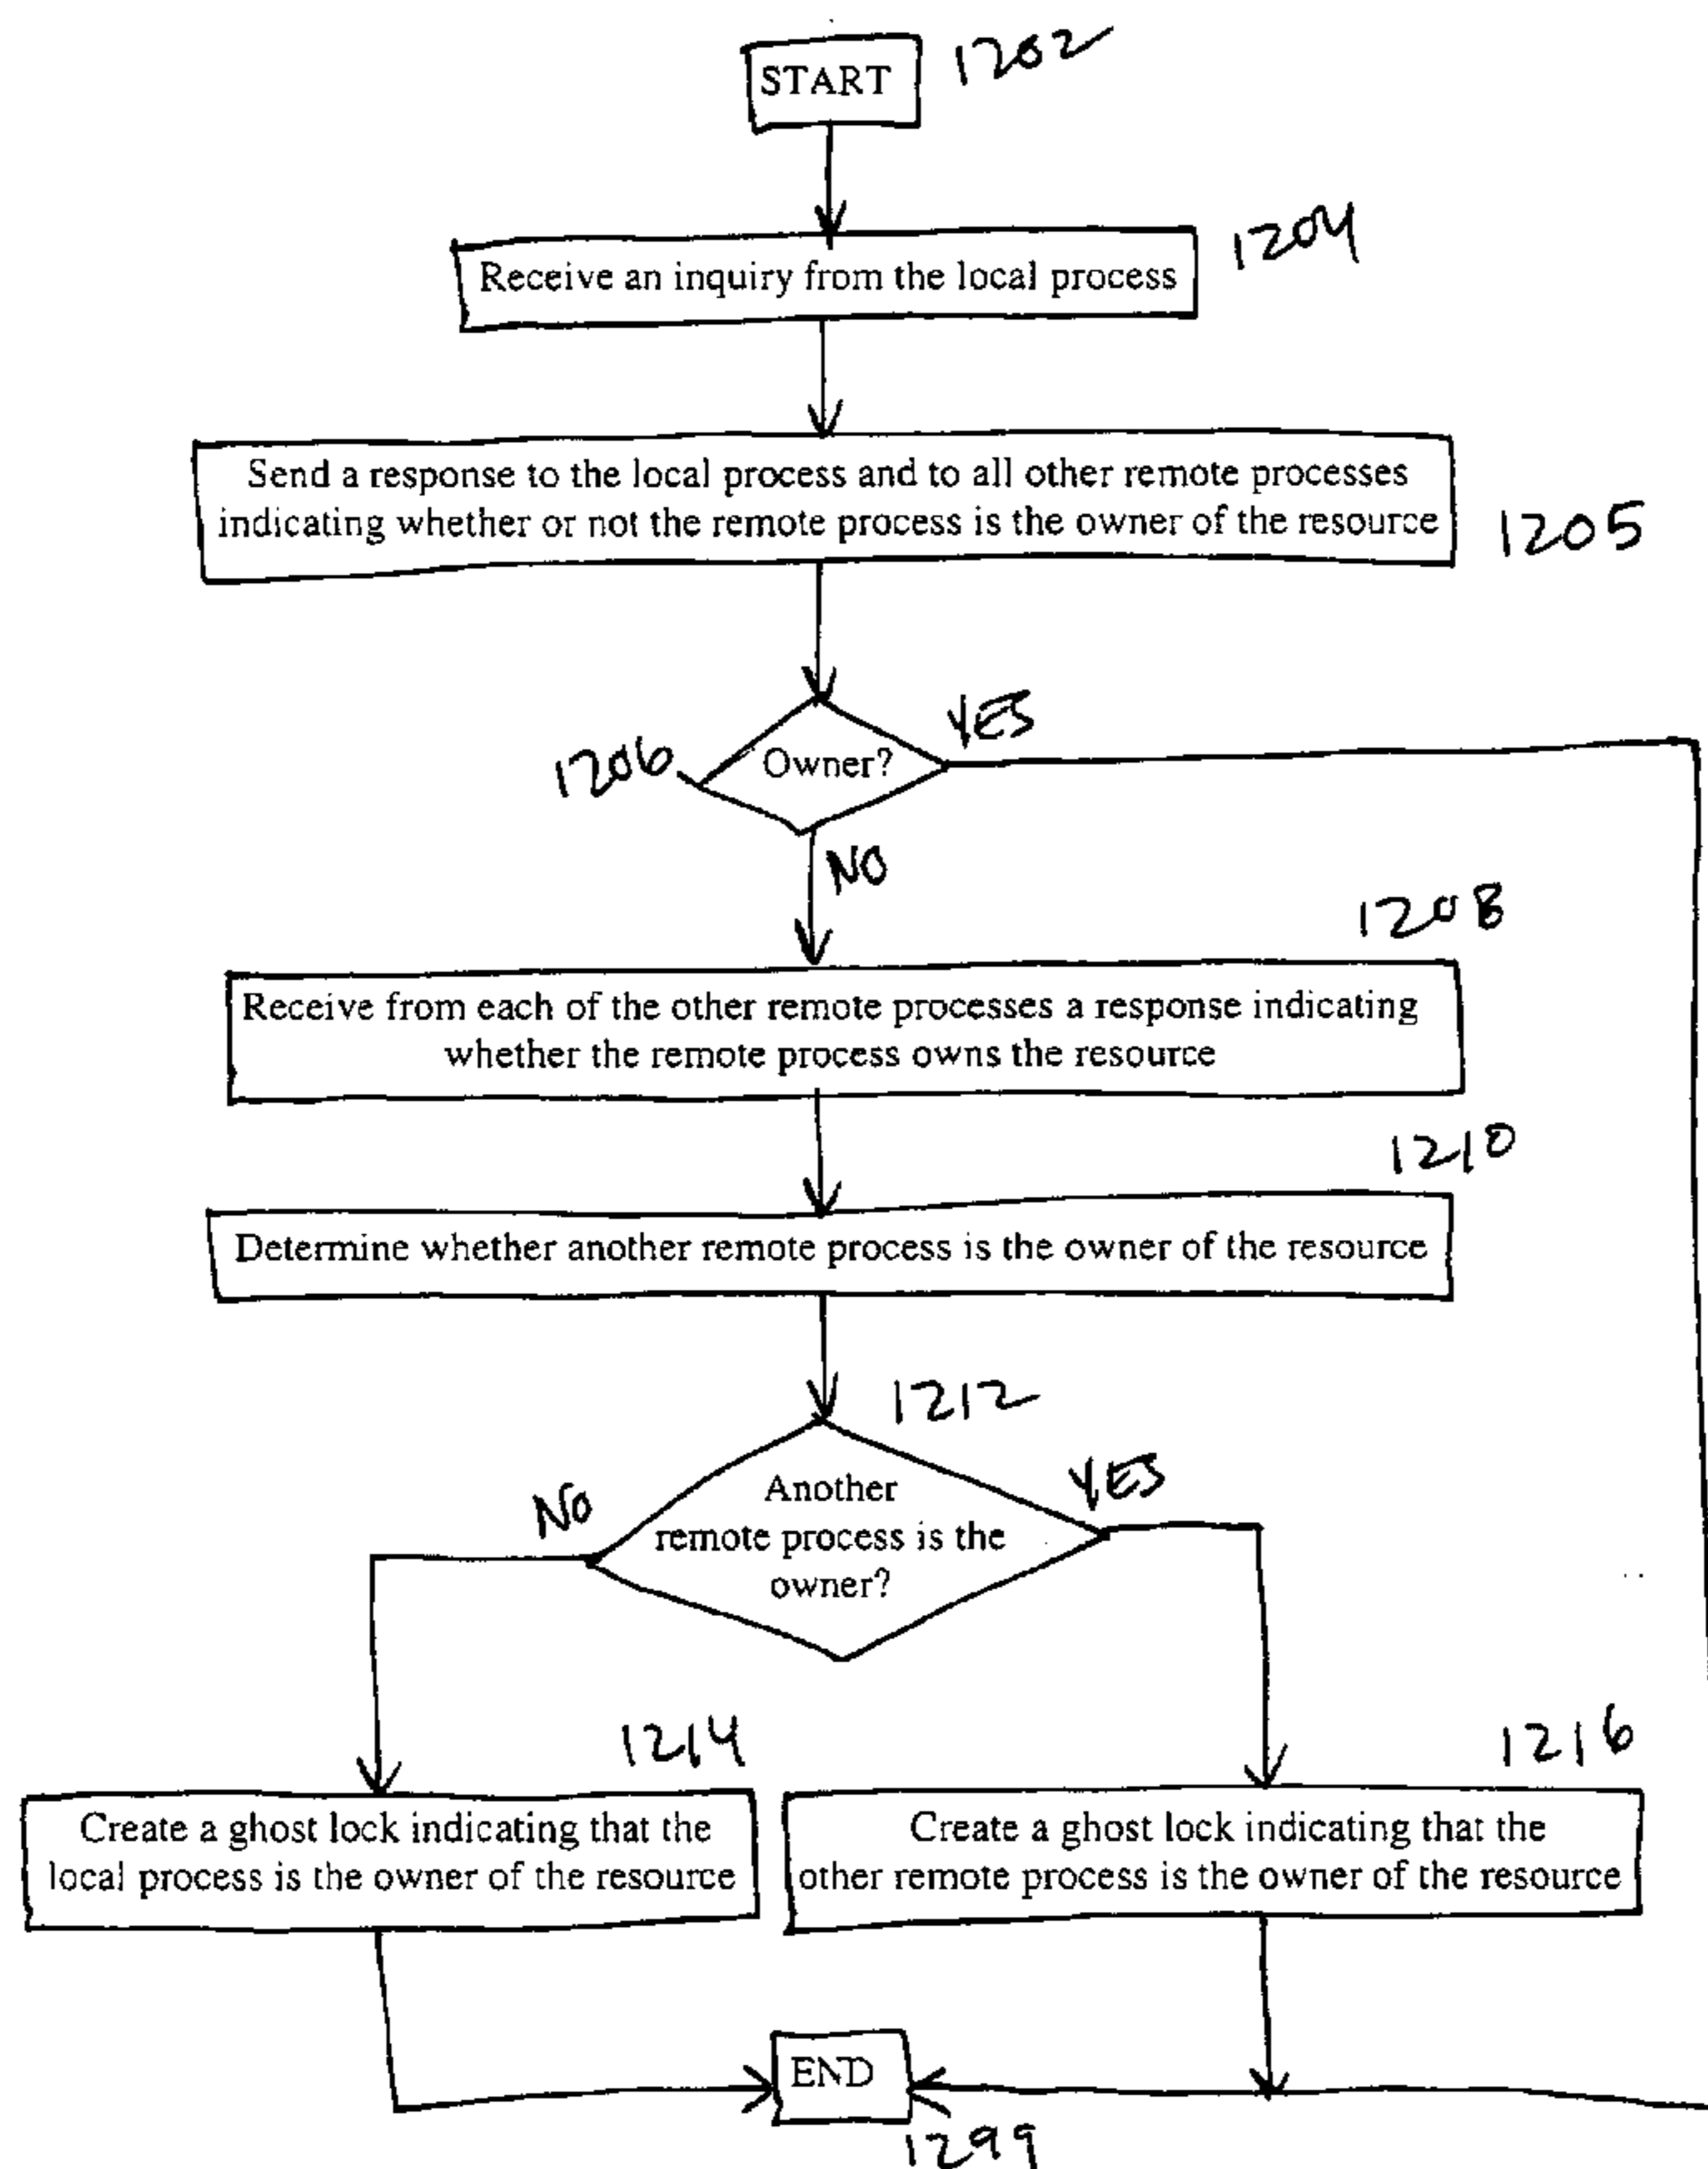 START
1202
Receive an inquiry from the local process
1204
Send a response to the local process and to all other remote processes
indicating whether or not the remote process is the owner of the resource
1205
1206
Owner?
YES
NO
1208
Receive from each of the other remote processes a response indicating
whether the remote process owns the resource
1210
Determine whether another remote process is the owner of the resource
1212
NO
Another
remote process is the
owner?
YES
1214
1216
Create a ghost lock indicating that the
local process is the owner of the resource
Create a ghost lock indicating that the
other remote process is the owner of the resource
END
1299